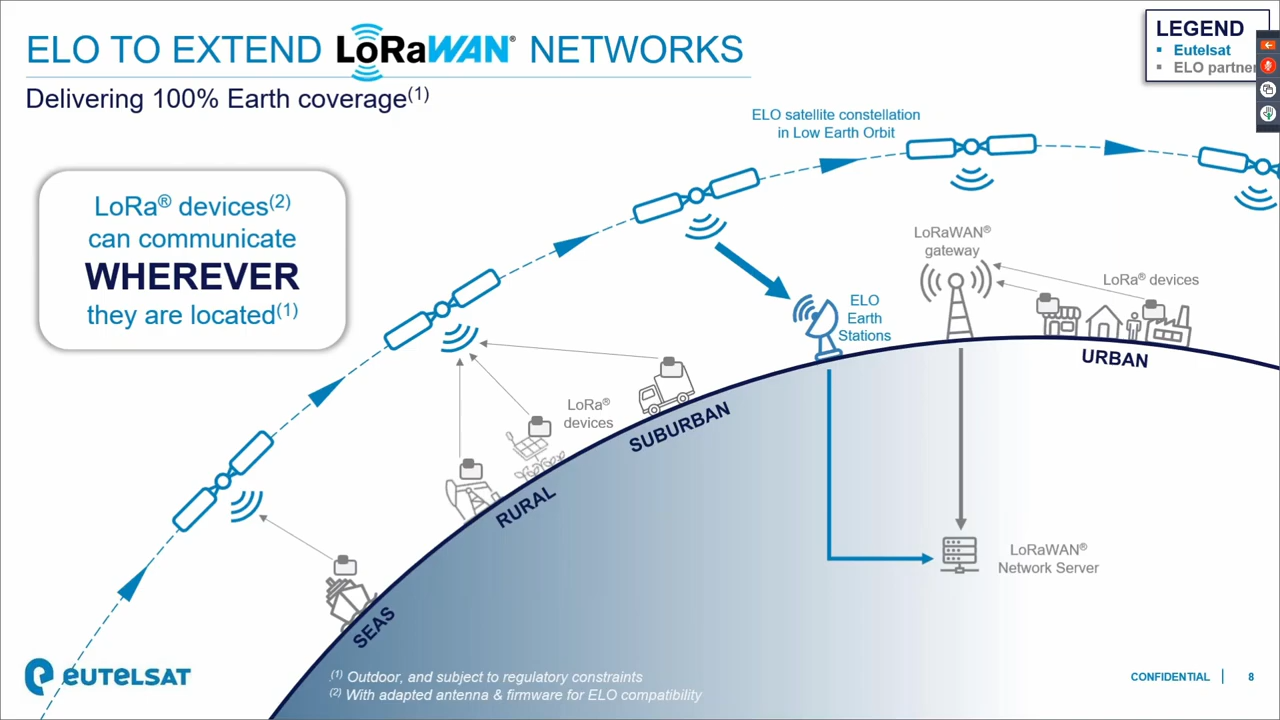 ELO TO EXTEND LoRaWAN® NETWORKS
Delivering 100% Earth coverage(1)
LEGEND
▪ Eutelsat
▪ ELO partner
ELO satellite constellation
in Low Earth Orbit
LoRa® devices(2)
can communicate
WHEREVER
they are located(1)
LoRaWAN®
gateway
LoRa® devices
ELO
Earth
Stations
URBAN
LoRa®
devices
SUBURBAN
RURAL
SEAS
LoRaWAN®
Network Server
eutelsat
(1) Outdoor, and subject to regulatory constraints
(2) With adapted antenna & firmware for ELO compatibility
CONFIDENTIAL | 8